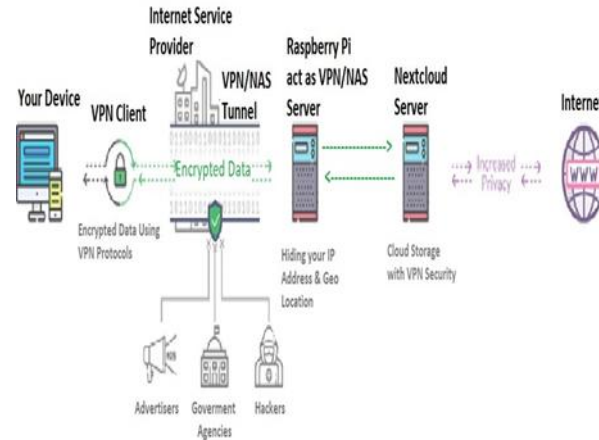 Internet Service
Provider
Raspberry Pi
act as VPN/NAS
Server
Nextcloud
Server
VPN/NAS
Tunnel
Your Device
VPN Client
Internet
Encrypted Data
Increased
Privacy
WWW
Encrypted Data Using
VPN Protocols
Hiding your IP
Address & Geo
Location
Cloud Storage
with VPN Security
Advertisers
Goverment
Agencies
Hackers